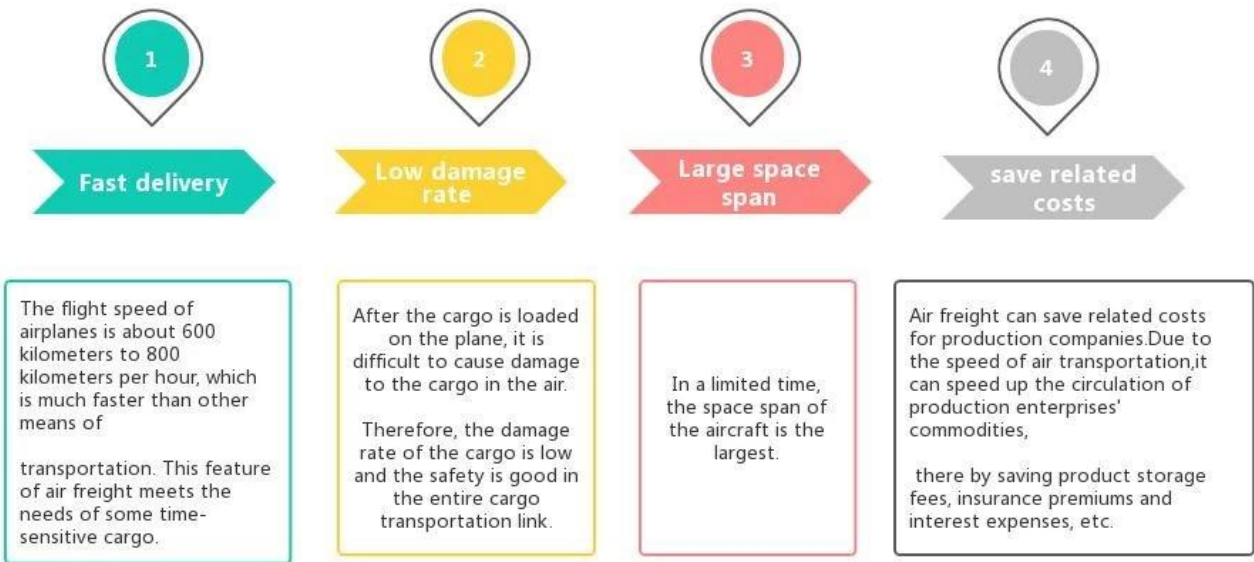 1
Fast delivery
The flight speed of
airplanes is about 600
kilometers to 800
kilometers per hour, which
is much faster than other
means of
transportation. This feature
of air freight meets the
needs of some time-
sensitive cargo.
2
Low damage
rate
After the cargo is loaded
on the plane, it is
difficult to cause damage
to the cargo in the air.
Therefore, the damage
rate of the cargo is low
and the safety is good in
the entire cargo
transportation link.
3
Large space
span
In a limited time,
the space span of
the aircraft is the
largest.
4
save related
costs
Air freight can save related costs
for production companies.Due to
the speed of air transportation,it
can speed up the circulation of
production enterprises'
commodities,
there by saving product storage
fees, insurance premiums and
interest expenses, etc.